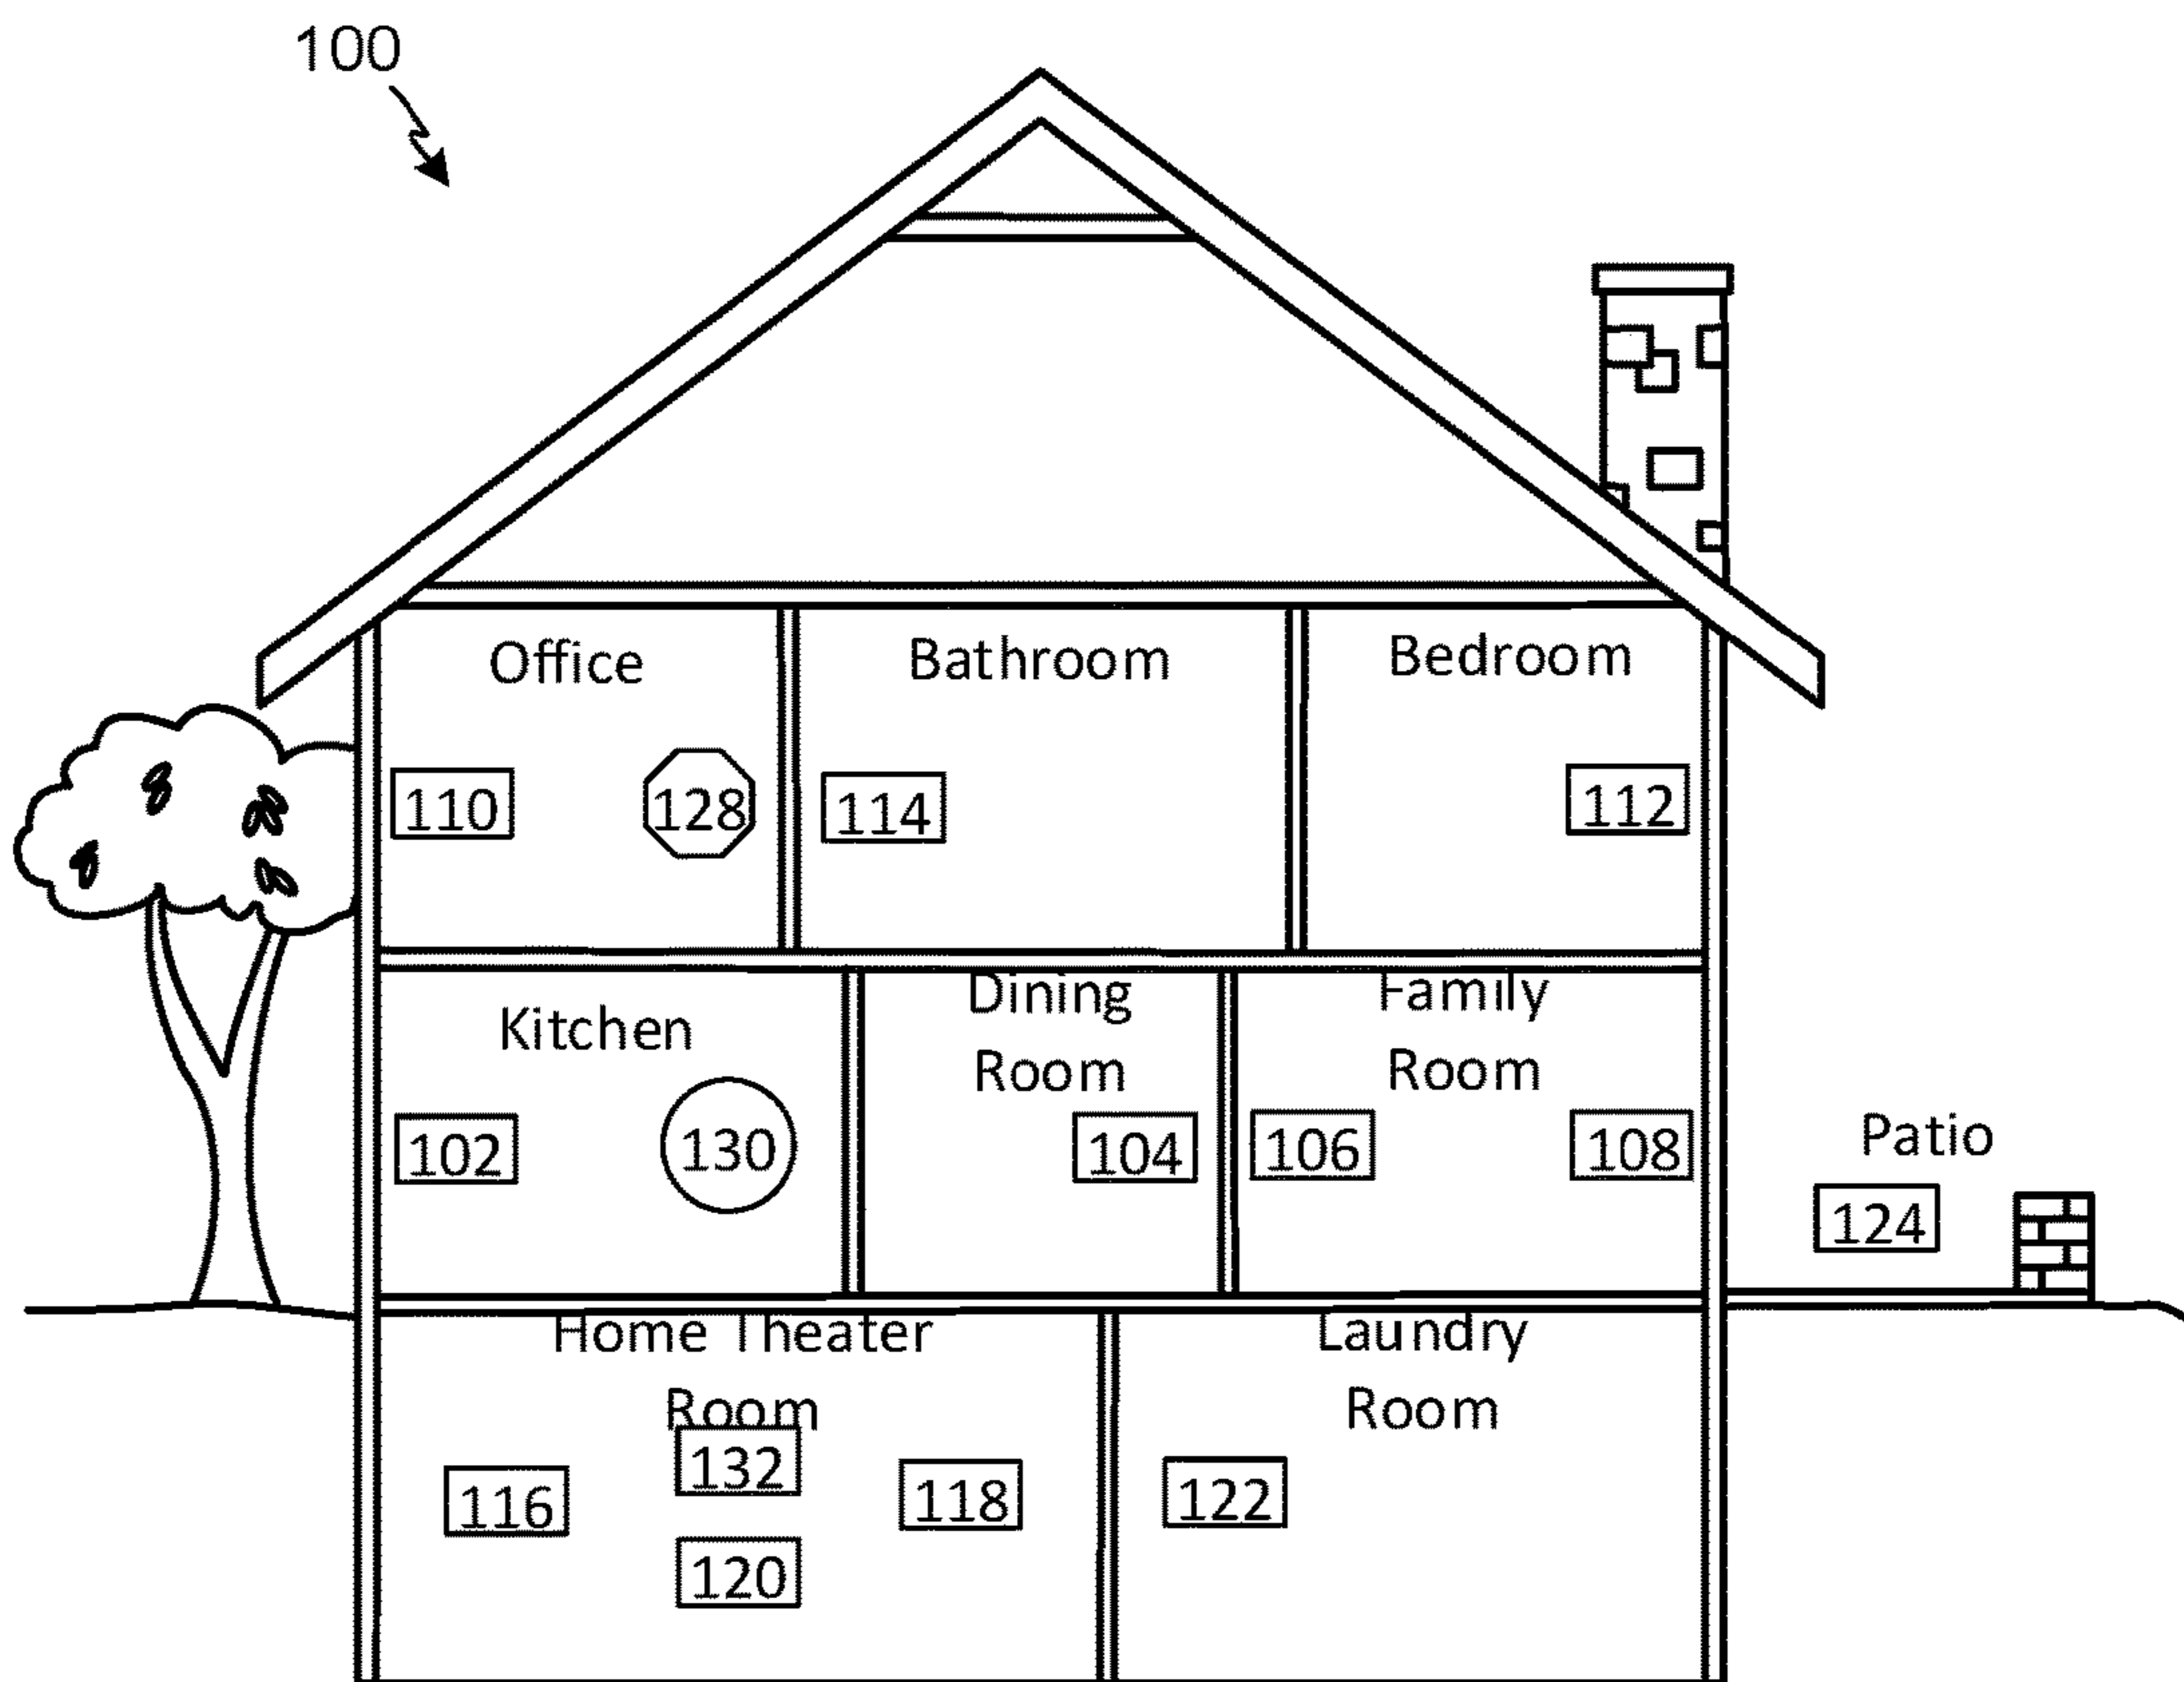 100
Office
Bathroom
Bedroom
110
128
114
112
Kitchen
Dining
Room
Family
Room
102
130
104
106
108
Patio
124
Home Theater
Room
Laundry
Room
132
116
118
122
120